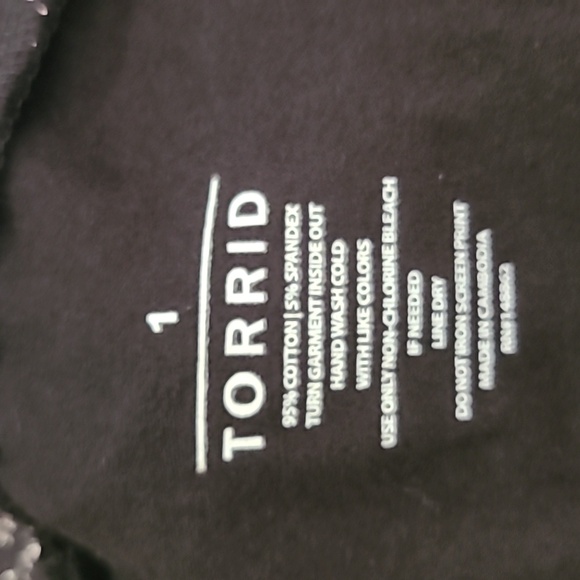 1
TORRID
95% COTTON | 5% SPANDEX
TURN GARMENT INSIDE OUT
HAND WASH COLD
WITH LIKE COLORS
USE ONLY NON-CHLORINE BLEACH
IF NEEDED
LINE DRY
DO NOT IRON SCREEN PRINT
MADE IN CAMBODIA